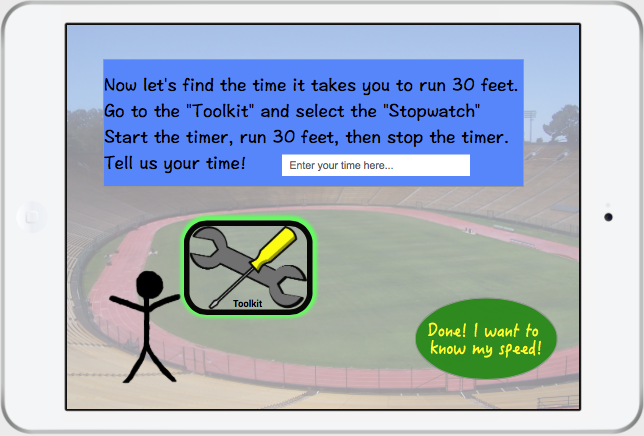 Now let's find the time it takes you to run 30 feet.
Go to the "Toolkit" and select the "Stopwatch"
Start the timer, run 30 feet, then stop the timer.
Tell us your time! Enter your time here...
Toolkit
Done! I want to
know my speed!